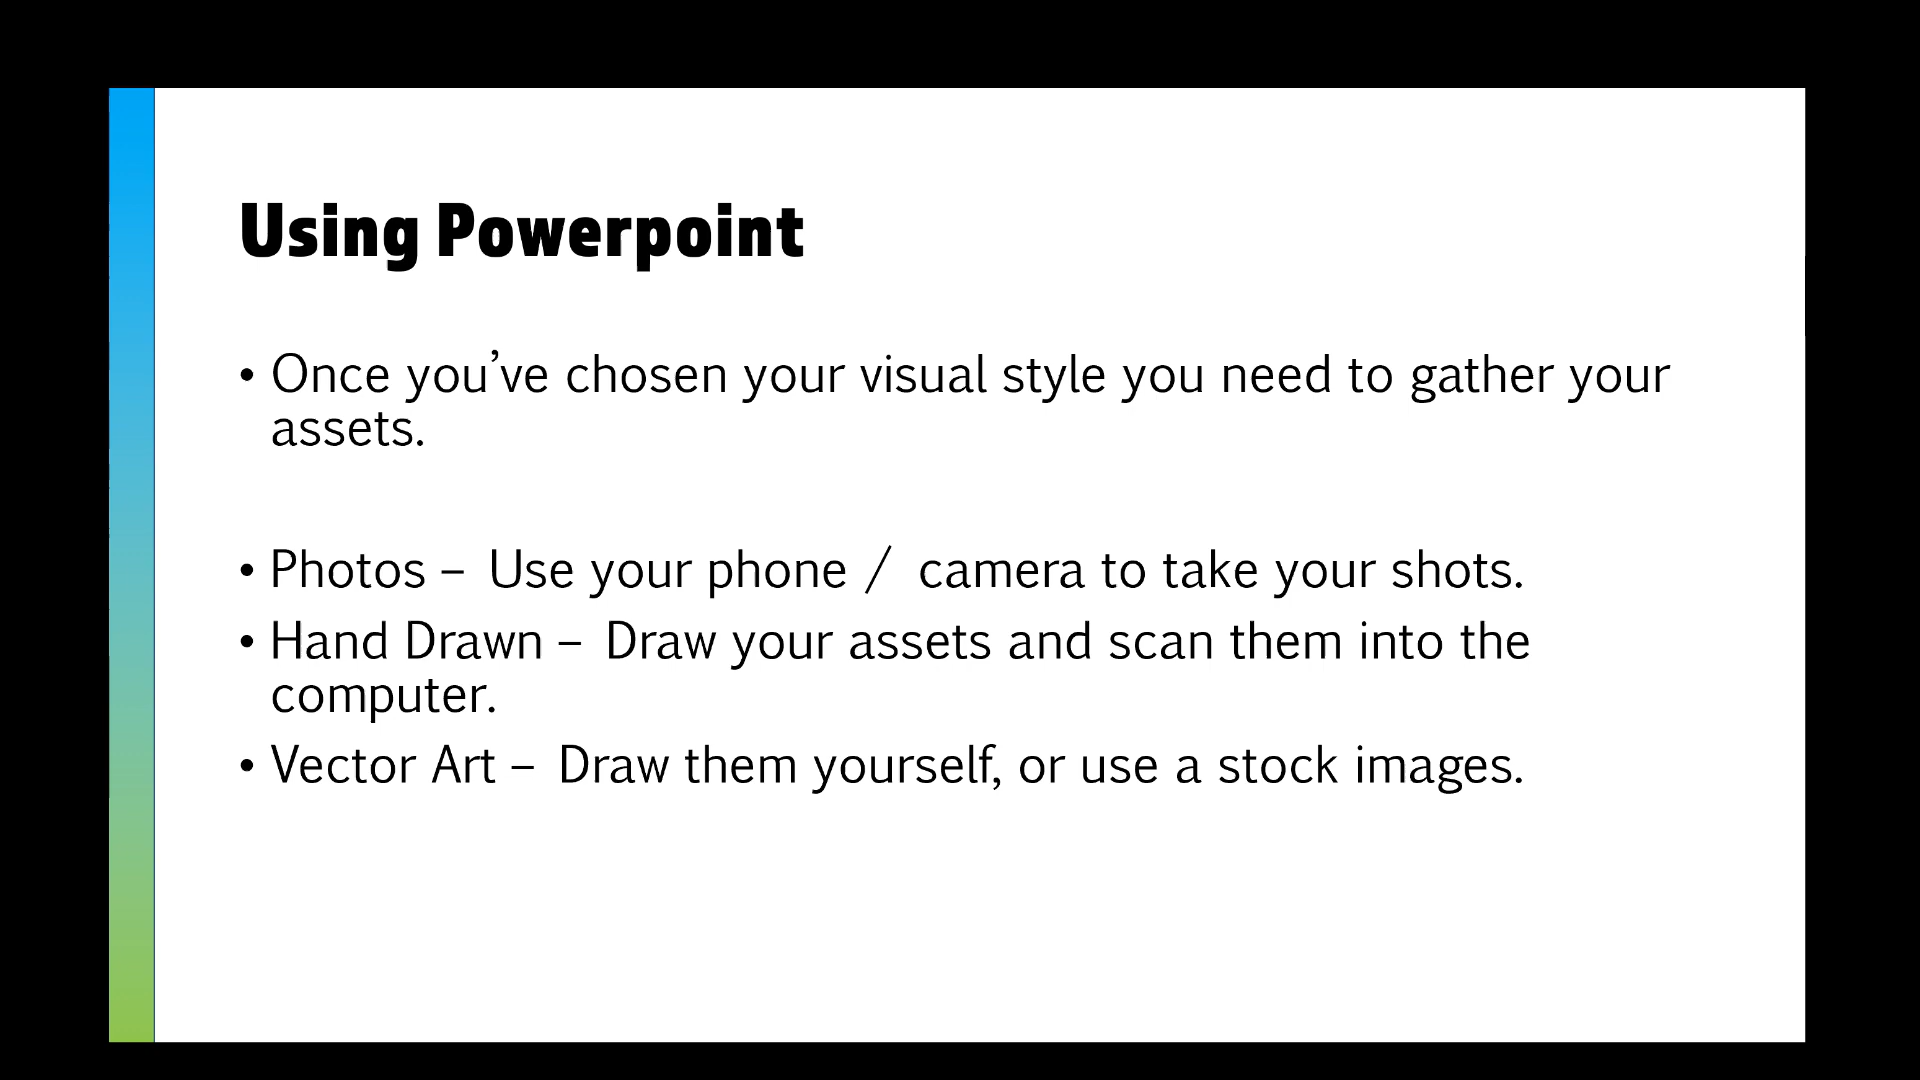 Using Powerpoint
• Once you’ve chosen your visual style you need to gather your
assets.
• Photos – Use your phone / camera to take your shots.
• Hand Drawn – Draw your assets and scan them into the
computer.
• Vector Art – Draw them yourself, or use a stock images.